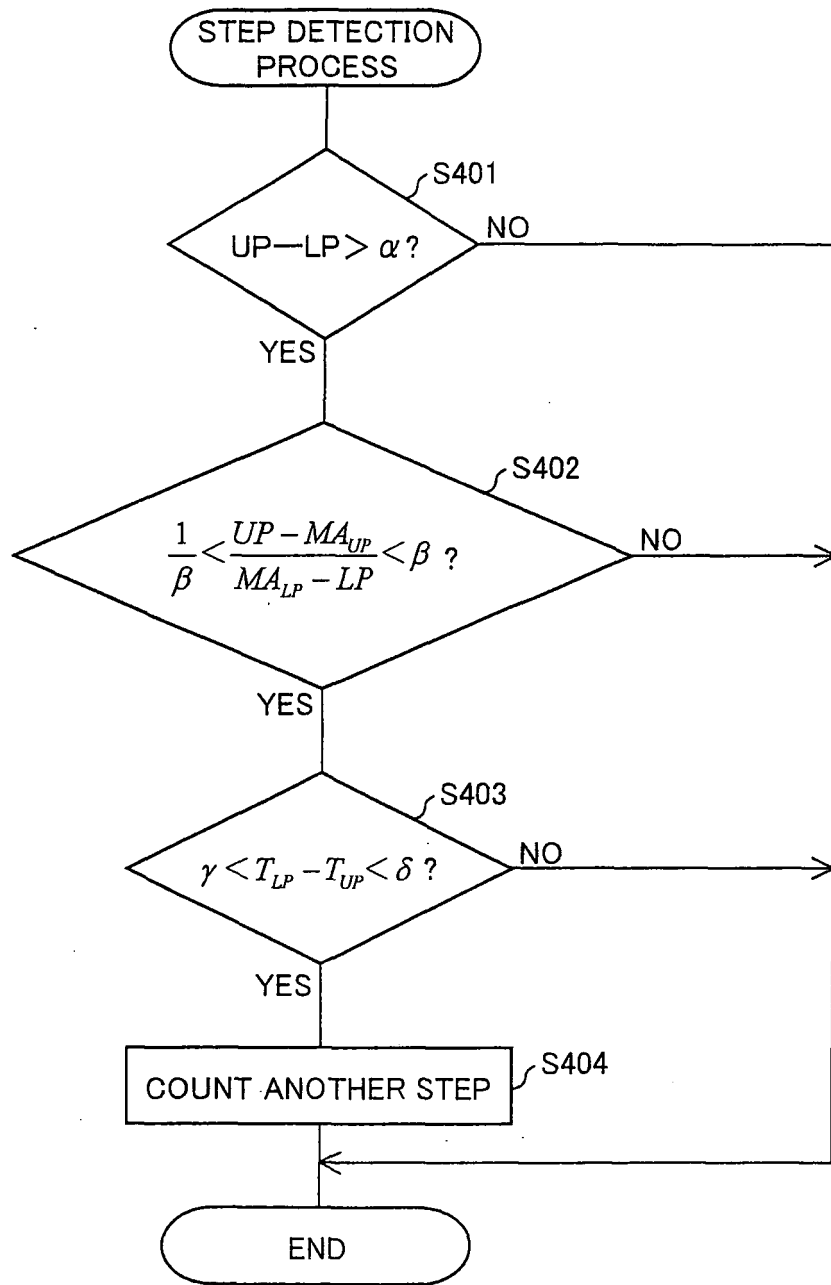 STEP DETECTION
PROCESS
S401
UP—LP > α ?
NO
YES
S402
1/β < (UP − MA_UP)/(MA_LP − LP) < β ?
NO
YES
S403
γ < T_LP − T_UP < δ ?
NO
YES
COUNT ANOTHER STEP
S404
END